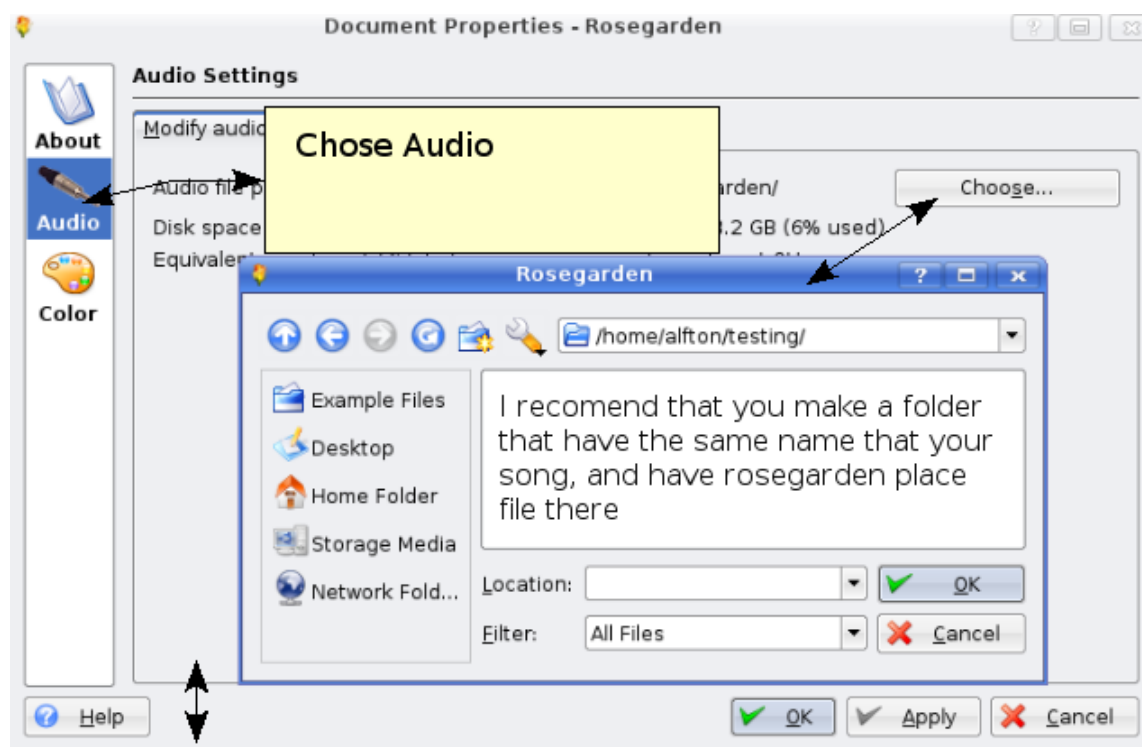 Document Properties - Rosegarden
Audio Settings
About
Modify audio
Chose Audio
Audio file p
rarden/
Choose...
Audio
Disk space
.2 GB (6% used)
Color
Rosegarden
/home/alfton/testing/
Example Files
Desktop
Home Folder
Storage Media
Network Fold...
I recomend that you make a folder
that have the same name that your
song, and have rosegarden place
file there
Location:
OK
Filter:
All Files
Cancel
Help
OK
Apply
Cancel